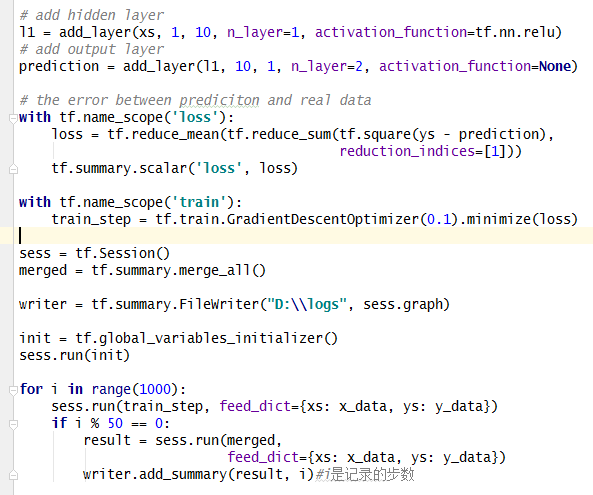 # add hidden layer
l1 = add_layer(xs, 1, 10, n_layer=1, activation_function=tf.nn.relu)
# add output layer
prediction = add_layer(l1, 10, 1, n_layer=2, activation_function=None)
# the error between prediciton and real data
with tf.name_scope('loss'):
loss = tf.reduce_mean(tf.reduce_sum(tf.square(ys - prediction),
reduction_indices=[1]))
tf.summary.scalar('loss', loss)
with tf.name_scope('train'):
train_step = tf.train.GradientDescentOptimizer(0.1).minimize(loss)
sess = tf.Session()
merged = tf.summary.merge_all()
writer = tf.summary.FileWriter("D:\\logs", sess.graph)
init = tf.global_variables_initializer()
sess.run(init)
for i in range(1000):
sess.run(train_step, feed_dict={xs: x_data, ys: y_data})
if i % 50 == 0:
result = sess.run(merged,
feed_dict={xs: x_data, ys: y_data})
writer.add_summary(result, i)#i是记录的步数